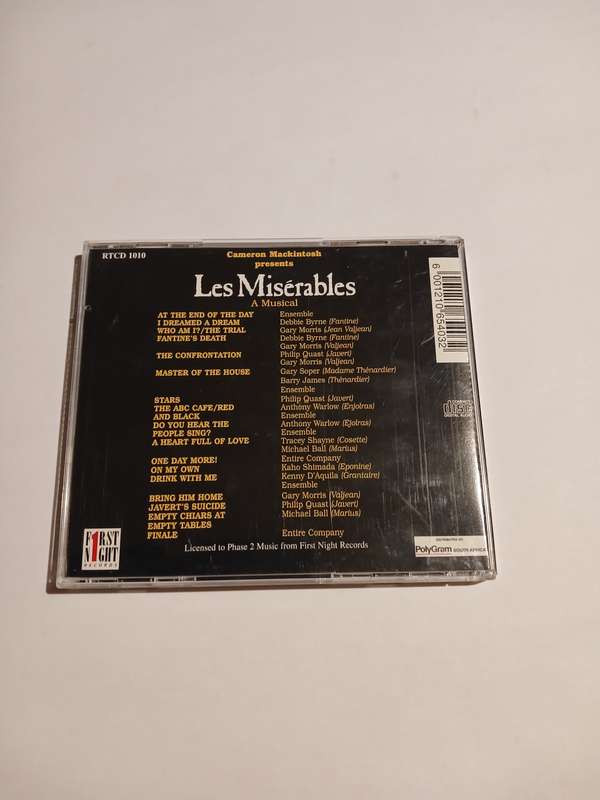 RTCD 1010
Cameron Mackintosh
presents
Les Misérables
A Musical
AT THE END OF THE DAY Ensemble
I DREAMED A DREAM Debbie Byrne (Fantine)
WHO AM I?/THE TRIAL Gary Morris (Jean Valjean)
FANTINE'S DEATH Debbie Byrne (Fantine)
Gary Morris (Valjean)
THE CONFRONTATION Philip Quast (Javert)
Gary Morris (Valjean)
MASTER OF THE HOUSE Gary Soper (Madame Thénardier)
Barry James (Thénardier)
Ensemble
STARS Philip Quast (Javert)
THE ABC CAFE/RED Anthony Warlow (Enjolras)
AND BLACK Ensemble
DO YOU HEAR THE Anthony Warlow (Ejolras)
PEOPLE SING? Ensemble
A HEART FULL OF LOVE Tracey Shayne (Cosette)
Michael Ball (Marius)
ONE DAY MORE! Entire Company
ON MY OWN Kaho Shimada (Eponine)
DRINK WITH ME Kenny D'Aquila (Grantaire)
Ensemble
BRING HIM HOME Gary Morris (Valjean)
JAVERT'S SUICIDE Philip Quast (Javert)
EMPTY CHIARS AT Michael Ball (Marius)
EMPTY TABLES
FINALE Entire Company
Licensed to Phase 2 Music from First Night Records
F1RST
NIGHT
RECORDS
6 001210 654032
COMPACT
disc
DIGITAL AUDIO
DISTRIBUTED BY
PolyGram SOUTH AFRICA